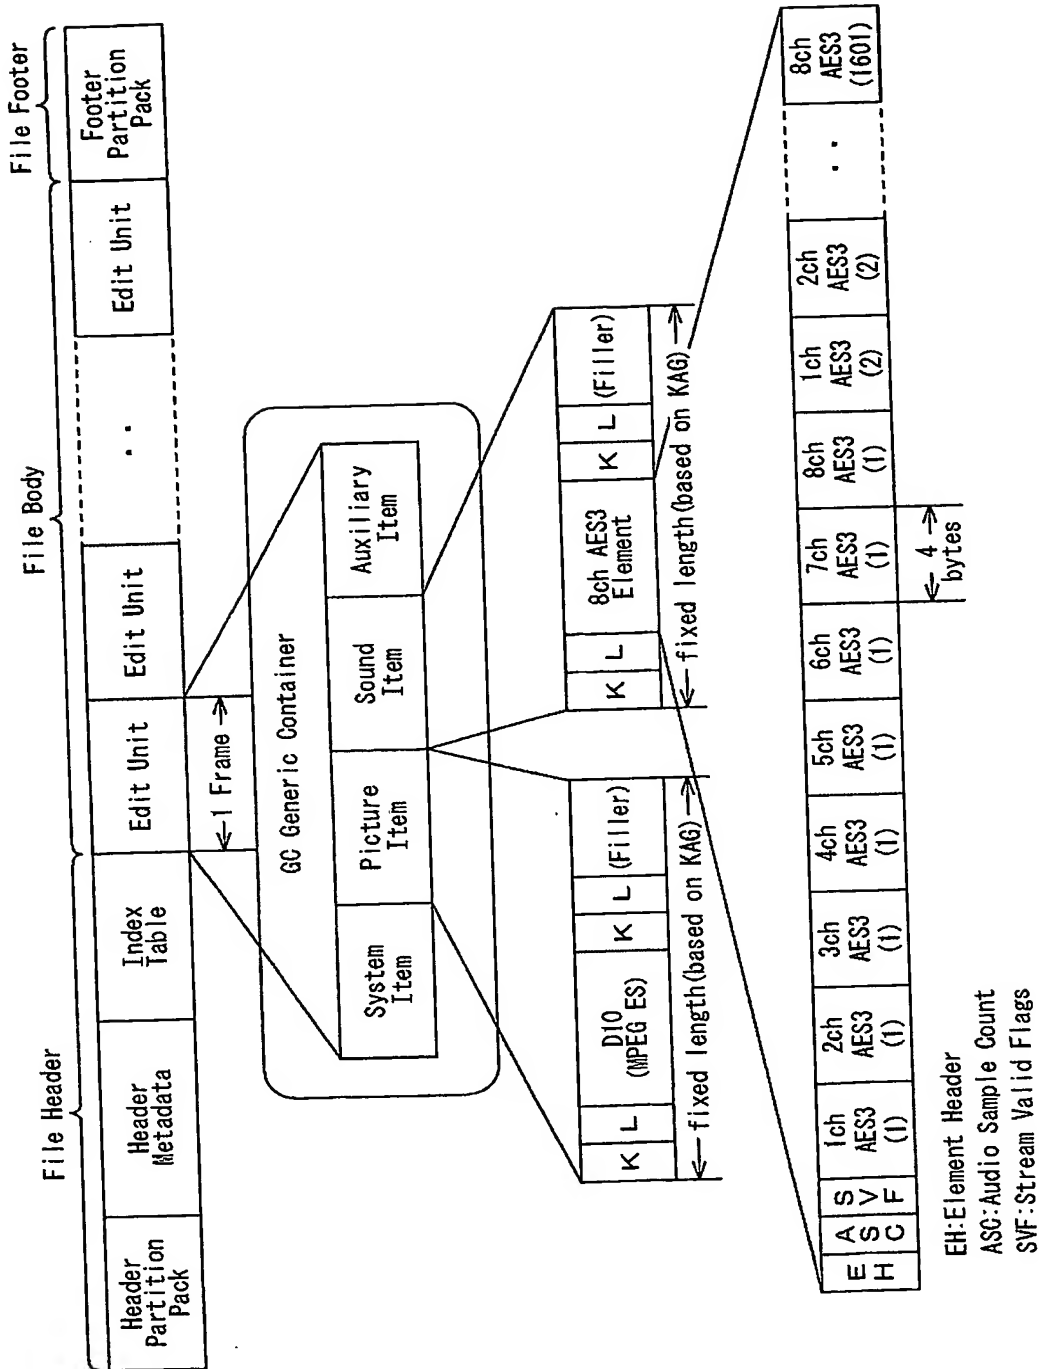 File Header
File Body
File Footer
Header
Partition
Pack
Header
Metadata
Index
Table
Edit Unit
Edit Unit
··
Edit Unit
Footer
Partition
Pack
1 Frame
GC Generic Container
System
Item
Picture
Item
Sound
Item
Auxiliary
Item
K
L
D10
(MPEG ES)
K
L
(Filler)
fixed length(based on KAG)
K
L
8ch AES3
Element
K
L
(Filler)
fixed length(based on KAG)
E
H
A
S
C
S
V
F
1ch
AES3
(1)
2ch
AES3
(1)
3ch
AES3
(1)
4ch
AES3
(1)
5ch
AES3
(1)
6ch
AES3
(1)
7ch
AES3
(1)
8ch
AES3
(1)
1ch
AES3
(2)
2ch
AES3
(2)
··
8ch
AES3
(1601)
4
bytes
EH:Element Header
ASC:Audio Sample Count
SVF:Stream Valid Flags